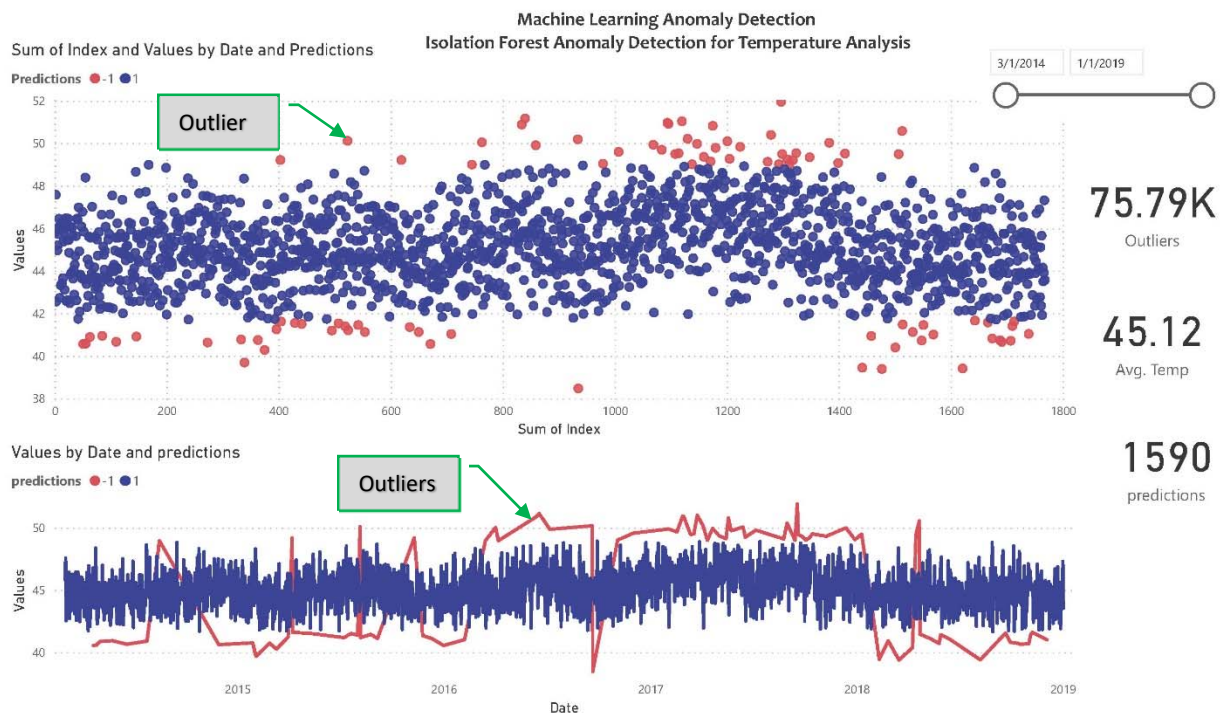 Machine Learning Anomaly Detection
Isolation Forest Anomaly Detection for Temperature Analysis
Sum of Index and Values by Date and Predictions
Predictions -1 1
3/1/2014 1/1/2019
Outlier
52
50
48
46
44
42
40
38
Values
0 200 400 600 800 1000 1200 1400 1600 1800
Sum of Index
75.79K
Outliers
45.12
Avg. Temp
1590
predictions
Values by Date and predictions
predictions -1 1
Outliers
50
45
40
Values
2015 2016 2017 2018 2019
Date